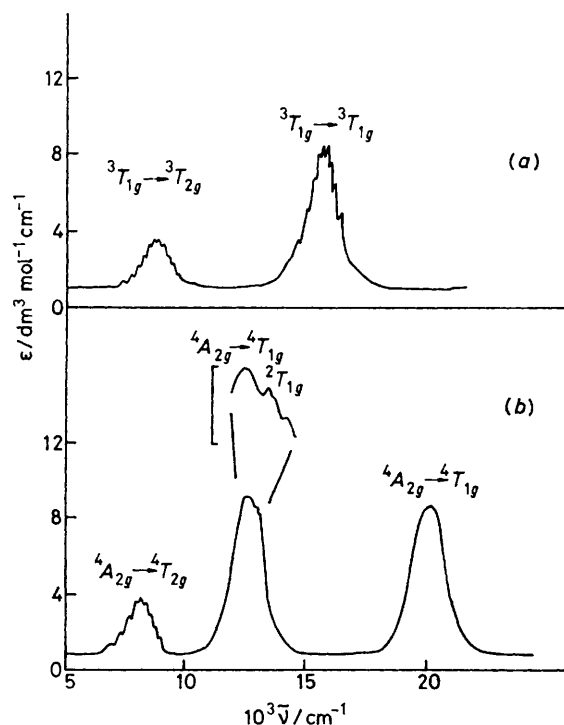 12
8
4
0
³T₁g→³T₂g
³T₁g→³T₁g
(a)
ε/dm³ mol⁻¹ cm⁻¹
⁴A₂g→⁴T₁g
²T₁g
(b)
12
8
4
0
⁴A₂g→⁴T₂g
⁴A₂g→⁴T₁g
5
10
15
20
10³ ν̃/cm⁻¹